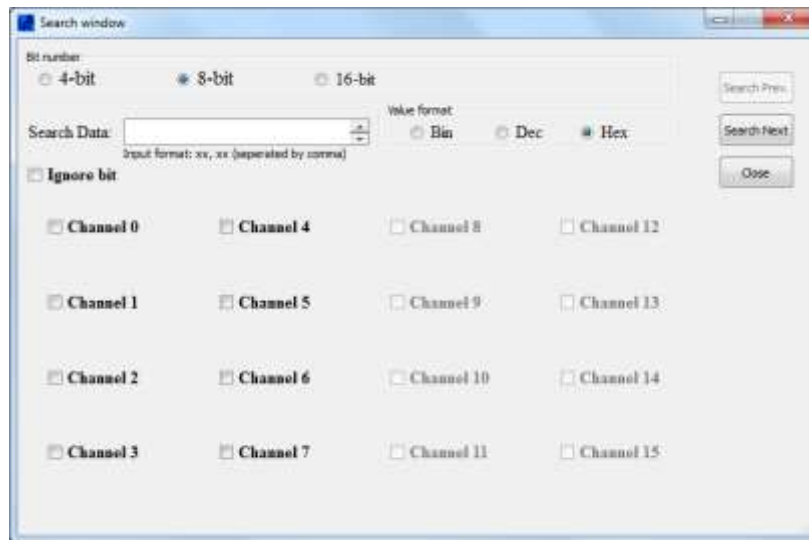 Search window
Bit number
4-bit 8-bit 16-bit
Search Prev.
Value format
Search Data: Bin Dec Hex Search Next
Input format: xx, xx (seperated by comma)
Ignore bit Close
Channel 0 Channel 4 Channel 8 Channel 12
Channel 1 Channel 5 Channel 9 Channel 13
Channel 2 Channel 6 Channel 10 Channel 14
Channel 3 Channel 7 Channel 11 Channel 15